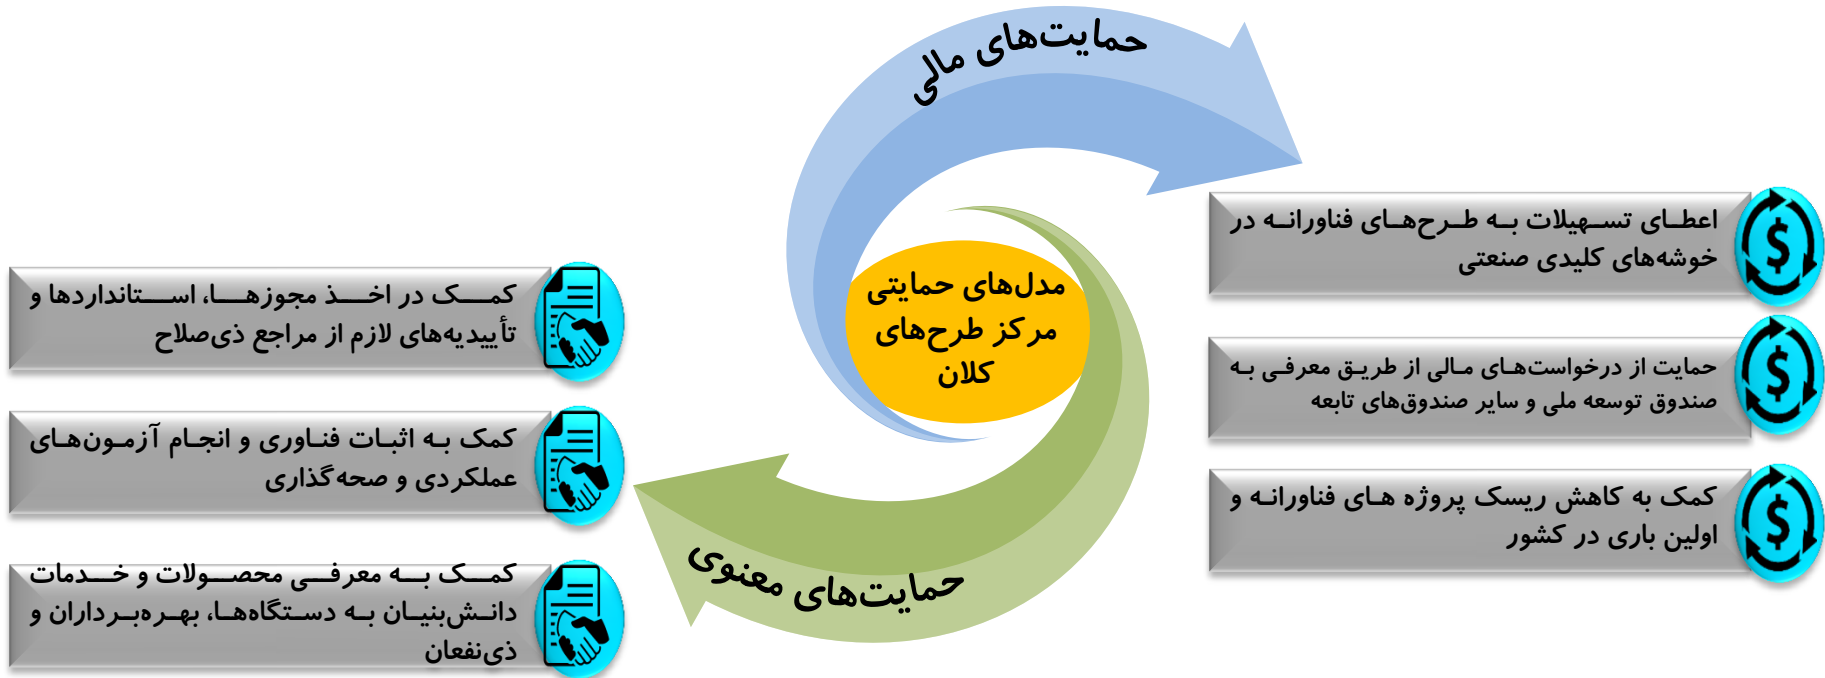 حمایت‌های مالی
اعطای تسهیلات به طرح‌های فناورانه در
خوشه‌های کلیدی صنعتی
حمایت از درخواست‌های مالی از طریق معرفی به
صندوق توسعه ملی و سایر صندوق‌های تابعه
کمک به کاهش ریسک پروژه های فناورانه و
اولین باری در کشور
مدل‌های حمایتی
مرکز طرح‌های
کلان
حمایت‌های معنوی
کمک در اخذ مجوزها، استانداردها و
تأییدیه‌های لازم از مراجع ذی‌صلاح
کمک به اثبات فناوری و انجام آزمون‌های
عملکردی و صحه‌گذاری
کمک به معرفی محصولات و خدمات
دانش‌بنیان به دستگاه‌ها، بهره‌برداران و
ذی‌نفعان